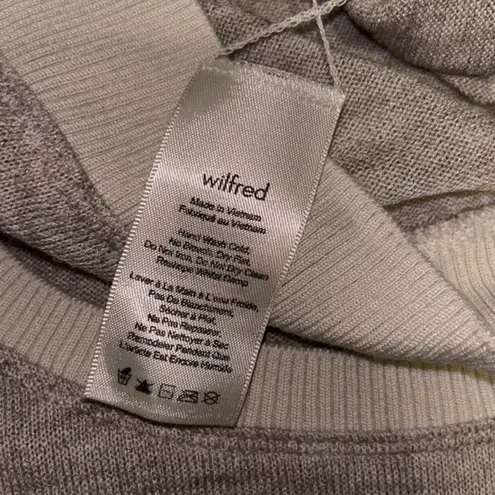 wilfred
Made in Vietnam
Fabriqué au Vietnam
Hand Wash Cold,
No Bleach, Dry Flat,
Do Not Iron, Do Not Dry Clean
Reshape While Damp
Laver à La Main à L'eau Froide,
Pas De Blanchiment,
Sécher à Plat,
Ne Pas Repasser,
Ne Pas Nettoyer à Sec
Remodeler Pendant Que
L'article Est Encore Humide